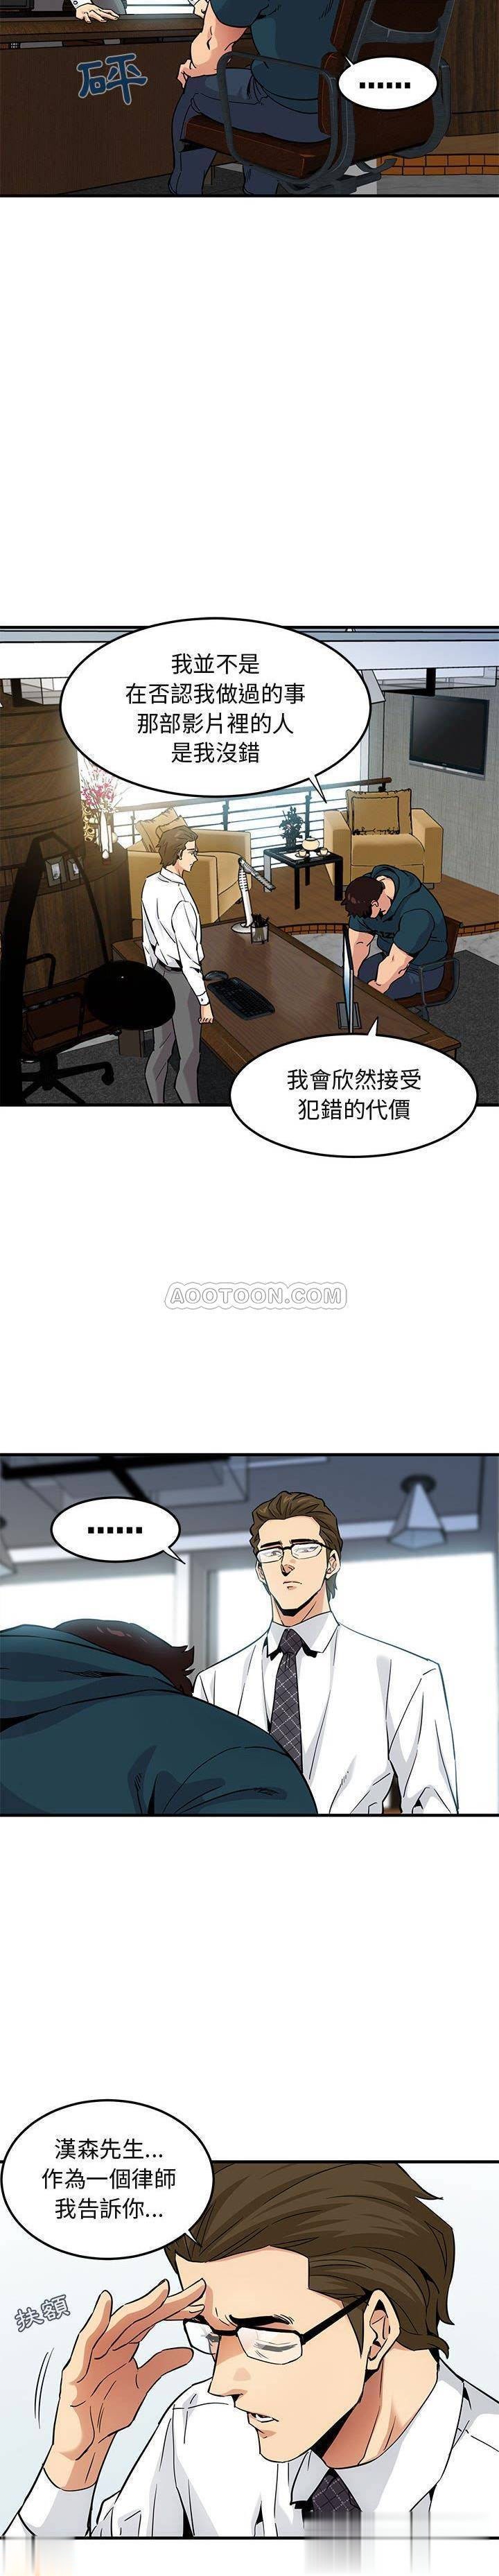 砰
▪▪▪▪▪▪
我並不是
在否認我做過的事
那部影片裡的人
是我沒錯
我會欣然接受
犯錯的代價
AOOTOON.COM
▪▪▪▪▪▪
漢森先生...
作為一個律師
我告訴你...
扶額